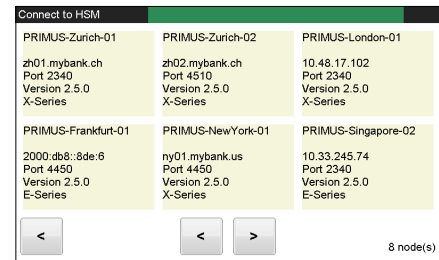 Connect to HSM
PRIMUS-Zurich-01
zh01.mybank.ch
Port 2340
Version 2.5.0
X-Series
PRIMUS-Zurich-02
zh02.mybank.ch
Port 4510
Version 2.5.0
X-Series
PRIMUS-London-01
10.48.17.102
Port 2340
Version 2.5.0
X-Series
PRIMUS-Frankfurt-01
2000:db8::8de:6
Port 4450
Version 2.5.0
E-Series
PRIMUS-NewYork-01
ny01.mybank.us
Port 4450
Version 2.5.0
X-Series
PRIMUS-Singapore-02
10.33.245.74
Port 2340
Version 2.5.0
E-Series
<
<
>
8 node(s)